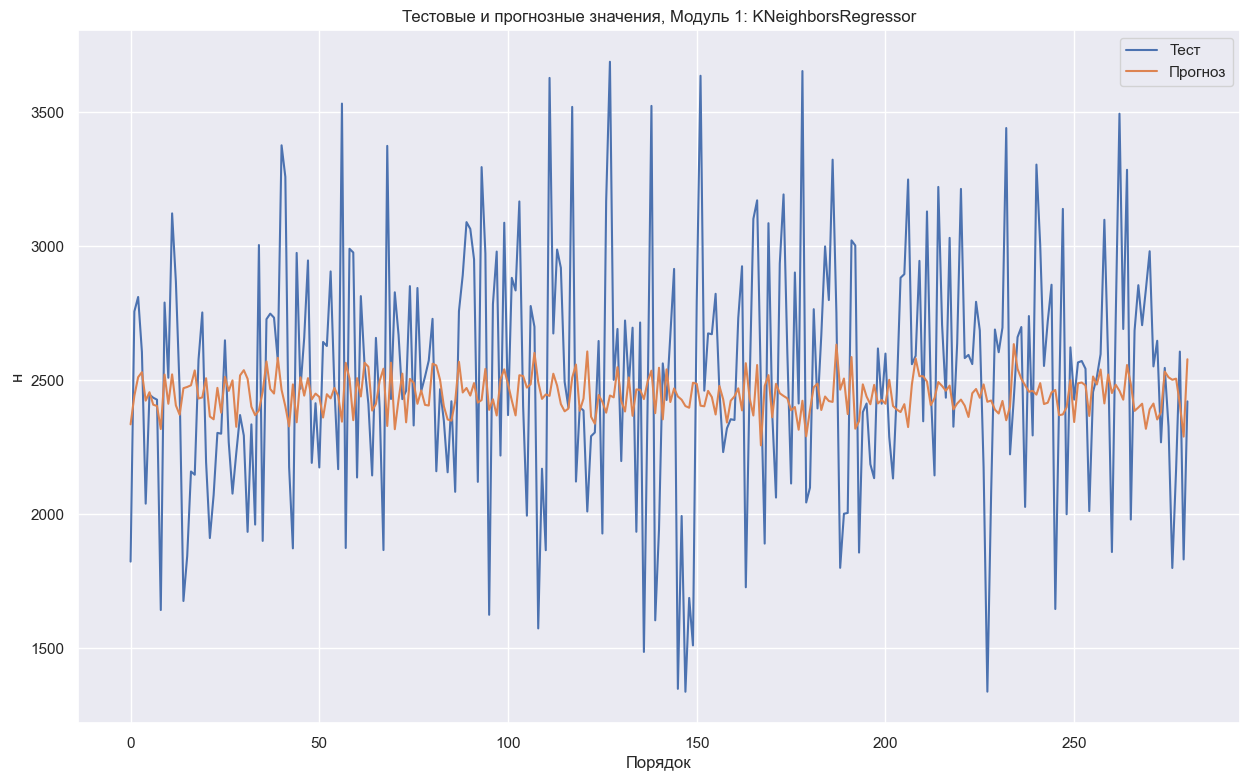 Тестовые и прогнозные значения, Модуль 1: KNeighborsRegressor
Тест
Прогноз
3500
3000
2500
2000
1500
н
0 50 100 150 200 250
Порядок